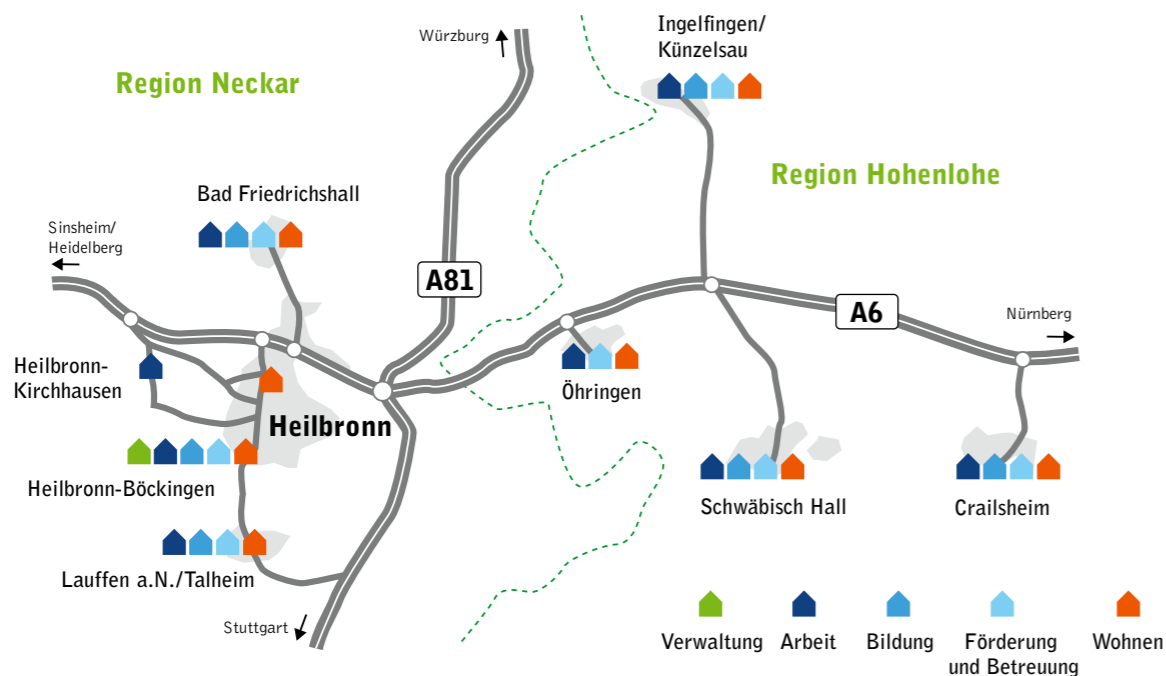 Ingelfingen/
Künzelsau
Würzburg
Region Neckar
Region Hohenlohe
Bad Friedrichshall
Sinsheim/
Heidelberg
A81
A6
Nürnberg
Heilbronn-
Kirchhausen
Öhringen
Heilbronn
Heilbronn-Böckingen
Schwäbisch Hall
Crailsheim
Lauffen a.N./Talheim
Stuttgart
Verwaltung
Arbeit
Bildung
Förderung
und Betreuung
Wohnen